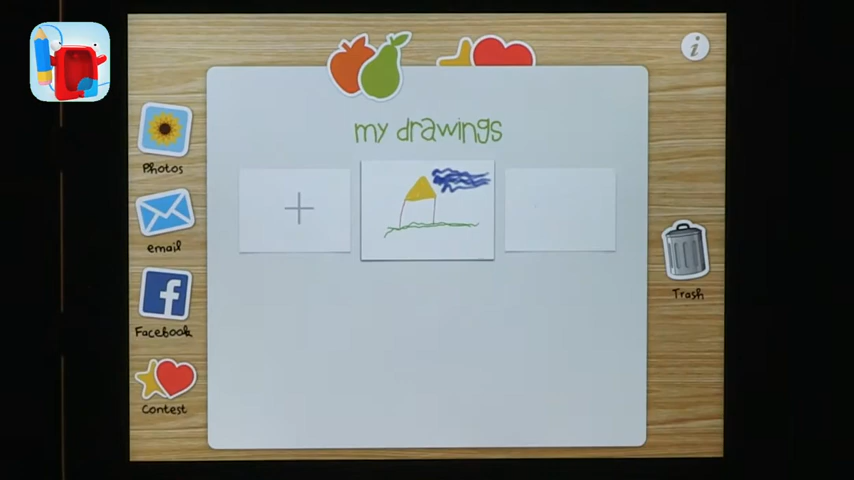 my drawings
Photos
email
Facebook
Contest
Trash
i
f